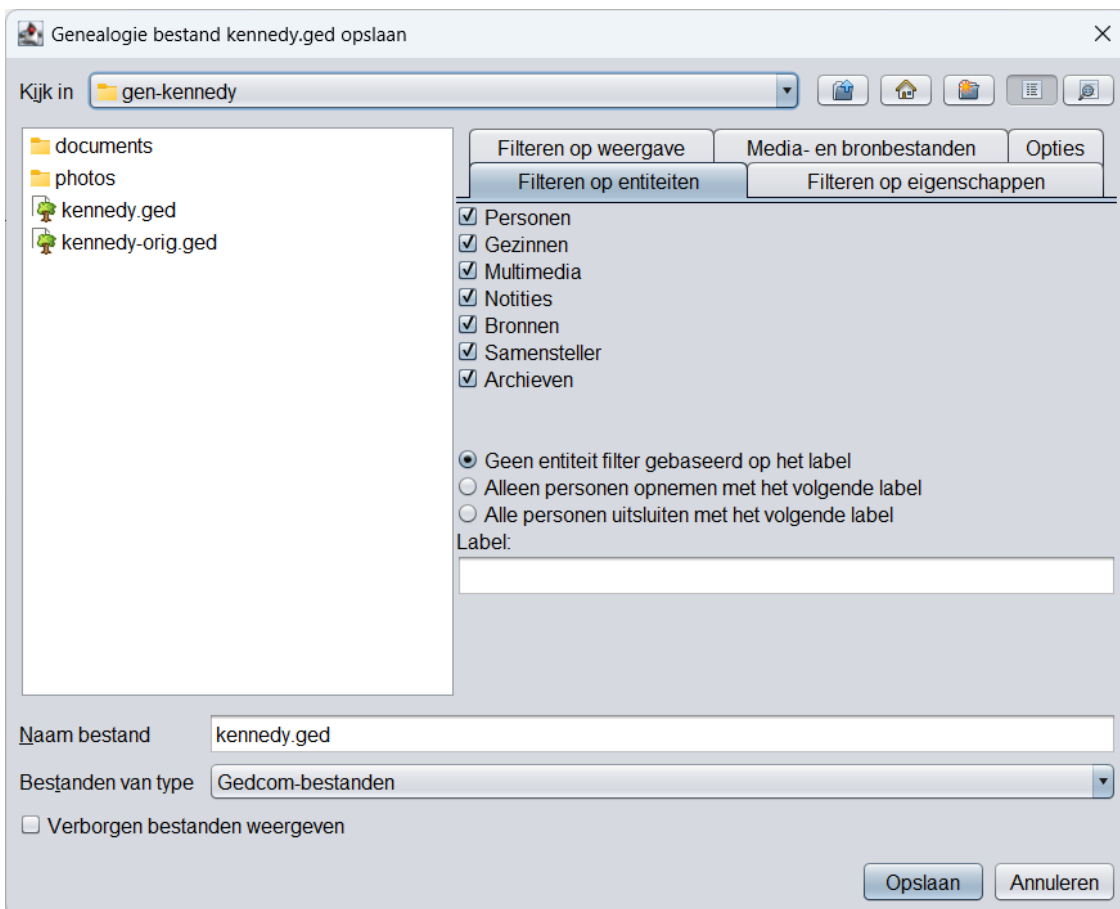 Genealogie bestand kennedy.ged opslaan
Kijk in
gen-kennedy
documents
photos
kennedy.ged
kennedy-orig.ged
Filteren op weergave
Media- en bronbestanden
Opties
Filteren op entiteiten
Filteren op eigenschappen
Personen
Gezinnen
Multimedia
Notities
Bronnen
Samensteller
Archieven
Geen entiteit filter gebaseerd op het label
Alleen personen opnemen met het volgende label
Alle personen uitsluiten met het volgende label
Label:
Naam bestand
kennedy.ged
Bestanden van type
Gedcom-bestanden
Verborgen bestanden weergeven
Opslaan
Annuleren